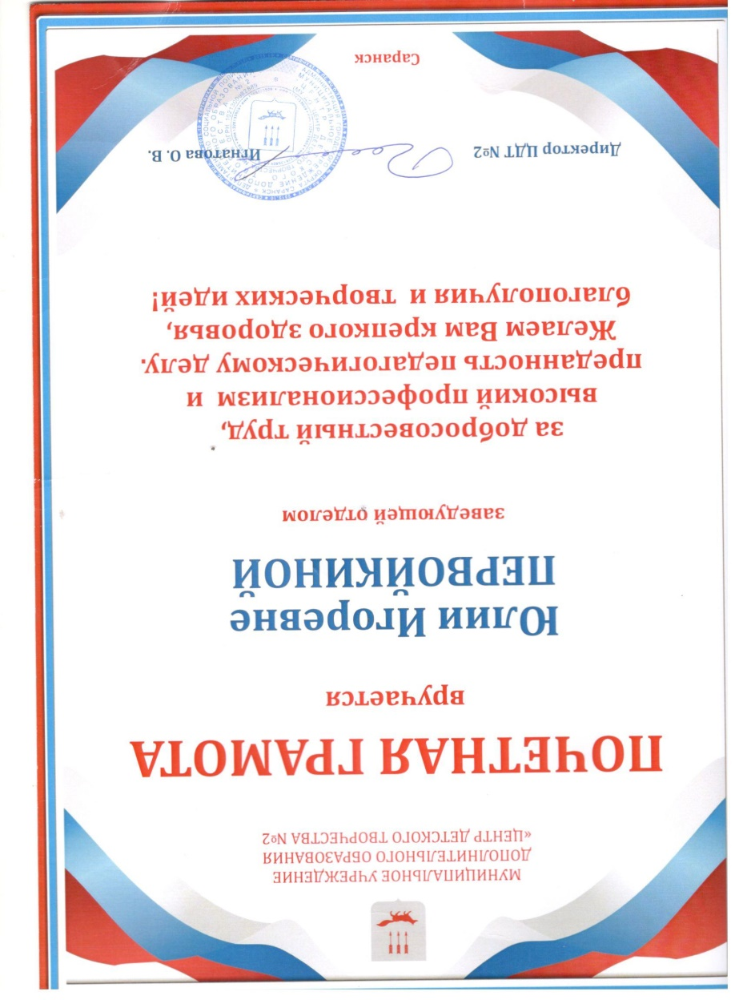 МУНИЦИПАЛЬНОЕ УЧРЕЖДЕНИЕ
ДОПОЛНИТЕЛЬНОГО ОБРАЗОВАНИЯ
«ЦЕНТР ДЕТСКОГО ТВОРЧЕСТВА №2
ПОЧЕТНАЯ ГРАМОТА
вручается
Юлии Игоревне
ПЕРВОЙКИНОЙ
заведующей отделом
за добросовестный труд,
высокий профессионализм и
преданность педагогическому делу.
Желаем Вам крепкого здоровья,
благополучия и творческих идей!
Директор ЦДТ №2 Игнатова О. В.
Саранск